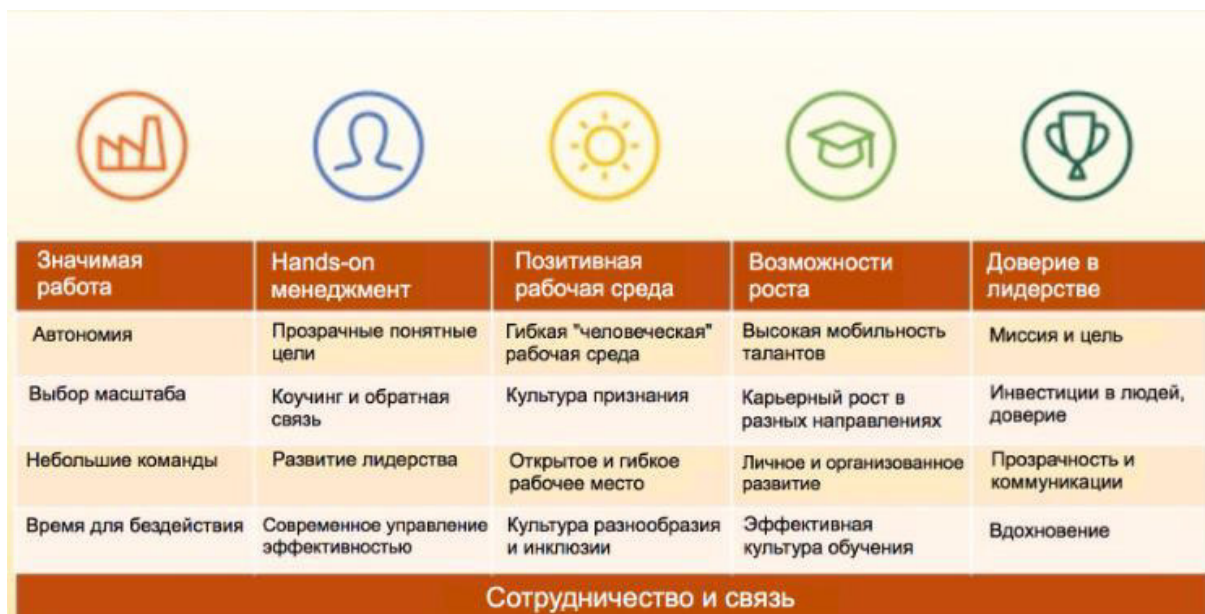 Значимая
работа
Hands-on
менеджмент
Позитивная
рабочая среда
Возможности
роста
Доверие в
лидерстве
Автономия
Прозрачные понятные
цели
Гибкая "человеческая"
рабочая среда
Высокая мобильность
талантов
Миссия и цель
Выбор масштаба
Коучинг и обратная
связь
Культура признания
Карьерный рост в
разных направлениях
Инвестиции в людей,
доверие
Небольшие команды
Развитие лидерства
Открытое и гибкое
рабочее место
Личное и организованное
развитие
Прозрачность и
коммуникации
Время для бездействия
Современное управление
эффективностью
Культура разнообразия
и инклюзии
Эффективная
культура обучения
Вдохновение
Сотрудничество и связь